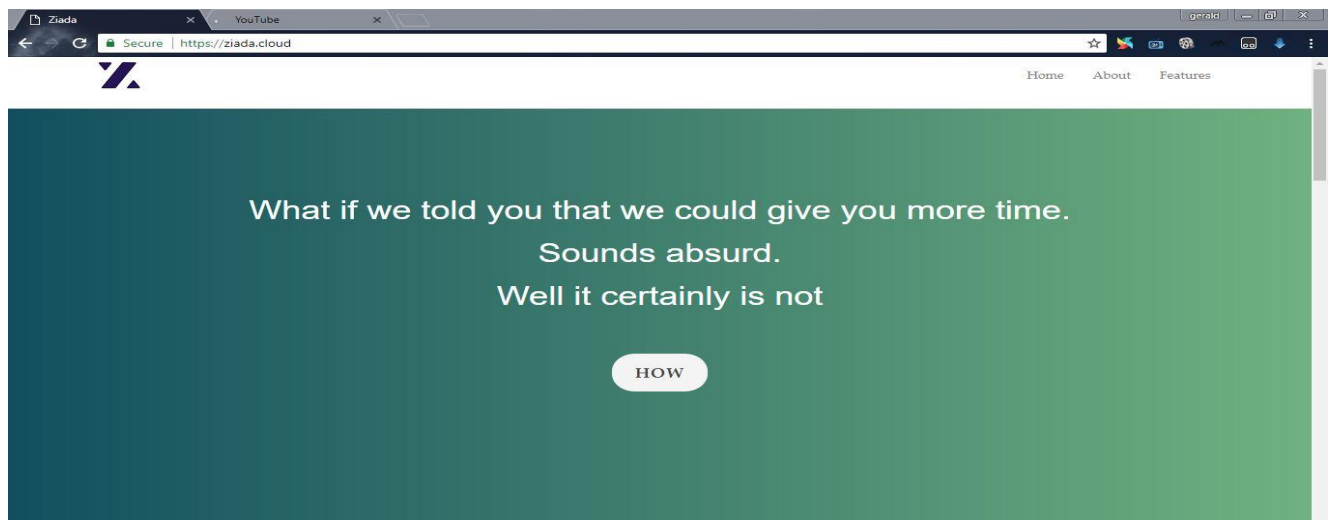 Ziada
YouTube
gerald
Secure
https://ziada.cloud
Home
About
Features
What if we told you that we could give you more time.
Sounds absurd.
Well it certainly is not
HOW